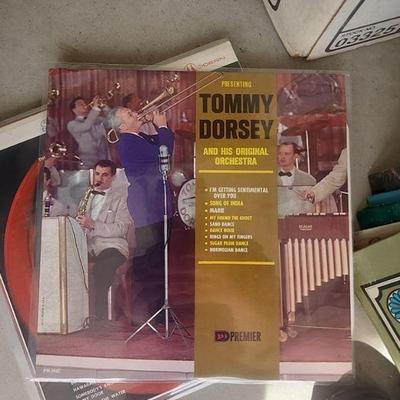 PRESENTING
TOMMY
DORSEY
AND HIS ORIGINAL
ORCHESTRA
• I'M GETTING SENTIMENTAL
OVER YOU
• SONG OF INDIA
• MARIE
• MY FRIEND THE GHOST
• SAND DANCE
• DANCE
• RINGS ON MY FINGERS
• SUGAR PLUM DANCE
• NORWEGIAN DANCE
PREMIER
03325